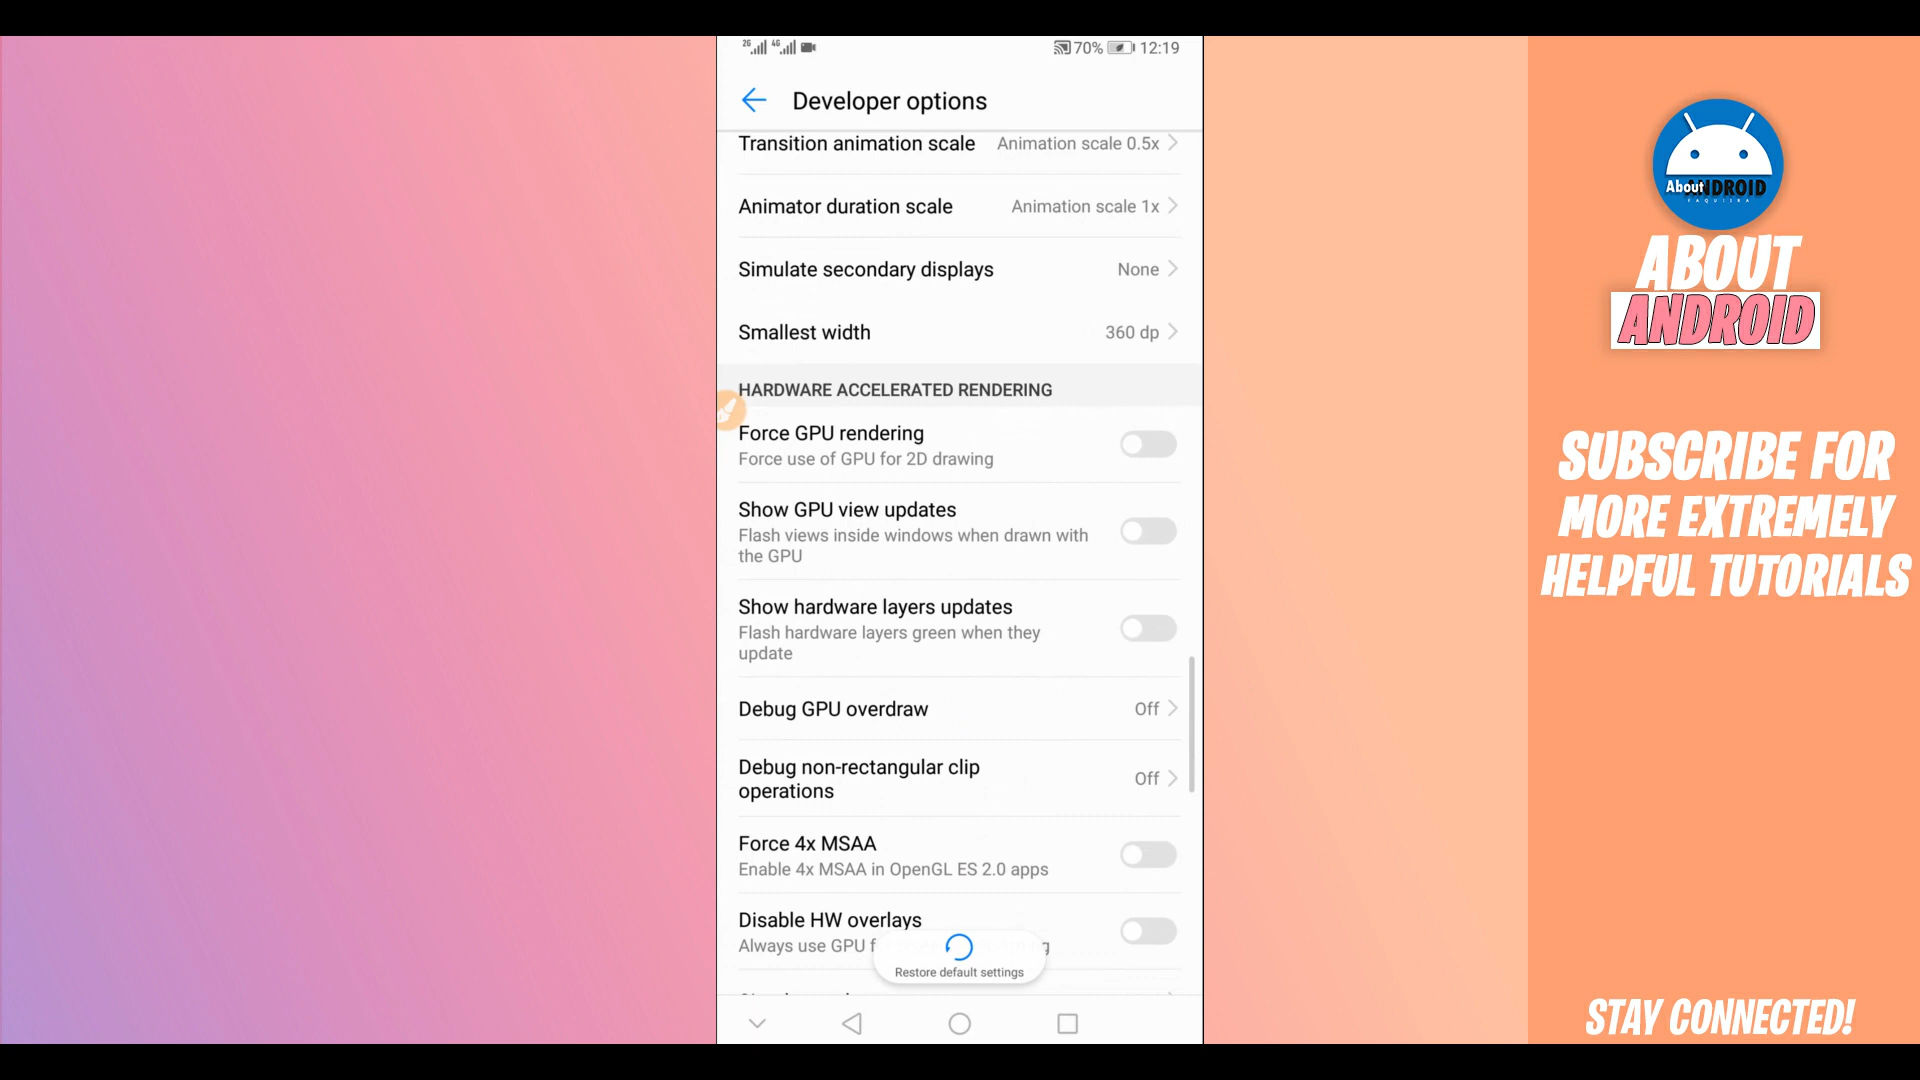 2G 4G 70% 12:19
Developer options
Transition animation scale Animation scale 0.5x
Animator duration scale Animation scale 1x
Simulate secondary displays None
Smallest width 360 dp
HARDWARE ACCELERATED RENDERING
Force GPU rendering
Force use of GPU for 2D drawing
Show GPU view updates
Flash views inside windows when drawn with
the GPU
Show hardware layers updates
Flash hardware layers green when they
update
Debug GPU overdraw Off
Debug non-rectangular clip
operations
Off
Force 4x MSAA
Enable 4x MSAA in OpenGL ES 2.0 apps
Disable HW overlays
Always use GPU
Restore default settings
About ANDROID
FAQUIIRA
ABOUT
ANDROID
SUBSCRIBE FOR
MORE EXTREMELY
HELPFUL TUTORIALS
STAY CONNECTED!